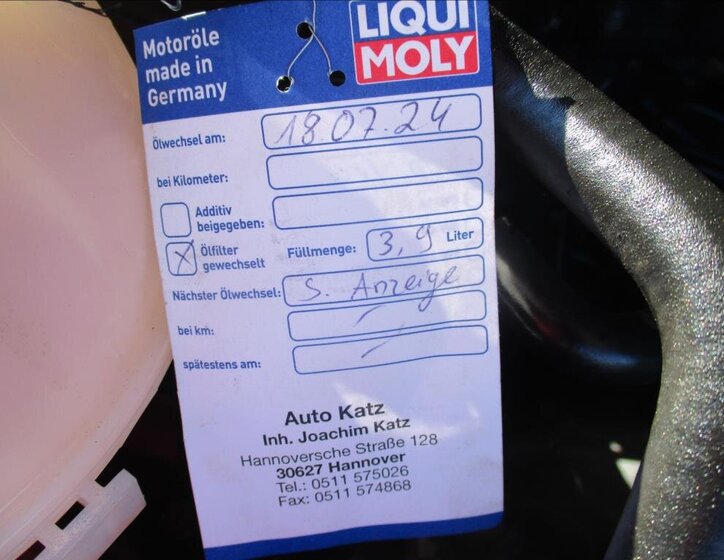 Motoröle
made in
Germany
LIQUI
MOLY
Ölwechsel am: 18.07.24
bei Kilometer:
Additiv
beigegeben:
Ölfilter
gewechselt
Füllmenge: 3,9 Liter
Nächster Ölwechsel: S. Anzeige
bei km: –
spätestens am: –
Auto Katz
Inh. Joachim Katz
Hannoversche Straße 128
30627 Hannover
Tel.: 0511 575026
Fax: 0511 574868